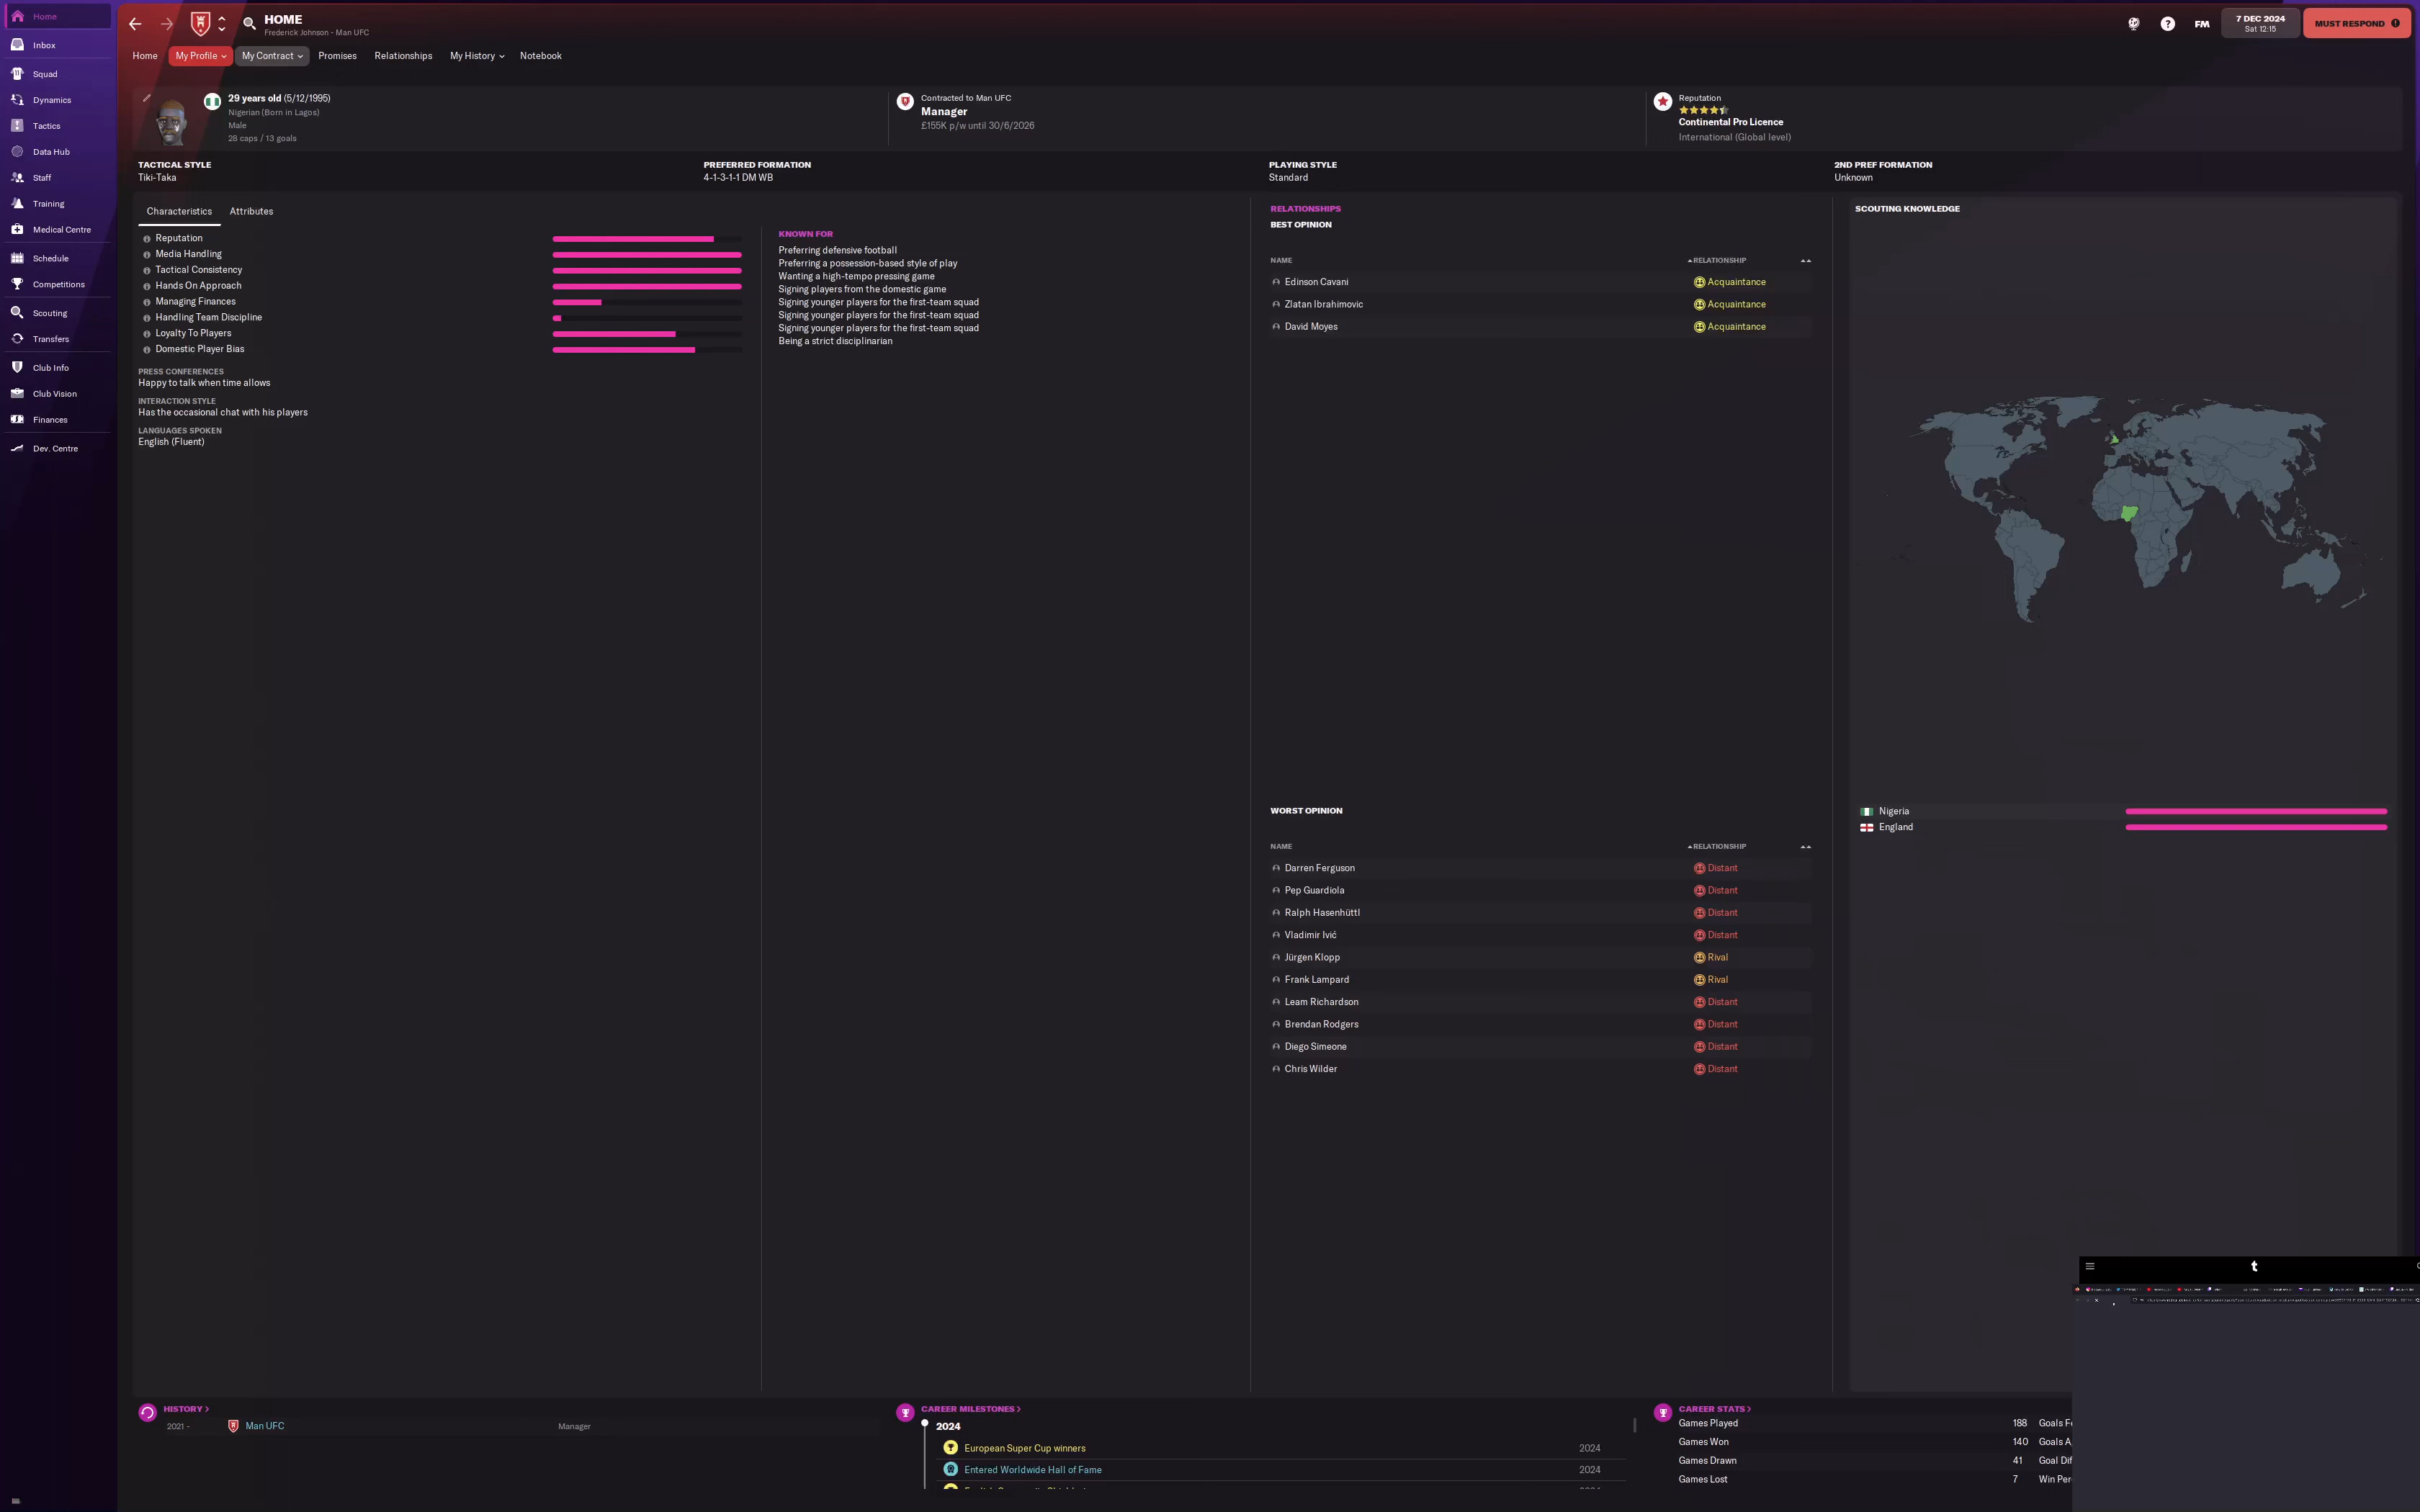 Home
Inbox
Squad
Dynamics
Tactics
Data Hub
Staff
Training
Medical Centre
Schedule
Competitions
Scouting
Transfers
Club Info
Club Vision
Finances
Dev. Centre
HOME
Frederick Johnson - Man UFC
FM
7 DEC 2024
Sat 12:15
MUST RESPOND
Home My Profile My Contract Promises Relationships My History Notebook
29 years old (5/12/1995)
Nigerian (Born in Lagos)
Male
28 caps / 13 goals
Contracted to Man UFC
Manager
£155K p/w until 30/6/2026
Reputation
Continental Pro Licence
International (Global level)
TACTICAL STYLE
Tiki-Taka
PREFERRED FORMATION
4-1-3-1-1 DM WB
PLAYING STYLE
Standard
2ND PREF FORMATION
Unknown
Characteristics Attributes
Reputation
Media Handling
Tactical Consistency
Hands On Approach
Managing Finances
Handling Team Discipline
Loyalty To Players
Domestic Player Bias
PRESS CONFERENCES
Happy to talk when time allows
INTERACTION STYLE
Has the occasional chat with his players
LANGUAGES SPOKEN
English (Fluent)
KNOWN FOR
Preferring defensive football
Preferring a possession-based style of play
Wanting a high-tempo pressing game
Signing players from the domestic game
Signing younger players for the first-team squad
Signing younger players for the first-team squad
Signing younger players for the first-team squad
Being a strict disciplinarian
RELATIONSHIPS
BEST OPINION
NAME RELATIONSHIP
Edinson Cavani Acquaintance
Zlatan Ibrahimovic Acquaintance
David Moyes Acquaintance
WORST OPINION
NAME RELATIONSHIP
Darren Ferguson Distant
Pep Guardiola Distant
Ralph Hasenhüttl Distant
Vladimir Ivić Distant
Jürgen Klopp Rival
Frank Lampard Rival
Leam Richardson Distant
Brendan Rodgers Distant
Diego Simeone Distant
Chris Wilder Distant
SCOUTING KNOWLEDGE
Nigeria
England
t
HISTORY >
2021 - Man UFC Manager
CAREER MILESTONES >
2024
European Super Cup winners 2024
Entered Worldwide Hall of Fame 2024
CAREER STATS >
Games Played 188 Goals F
Games Won 140 Goals A
Games Drawn 41 Goal Dif
Games Lost 7 Win Per